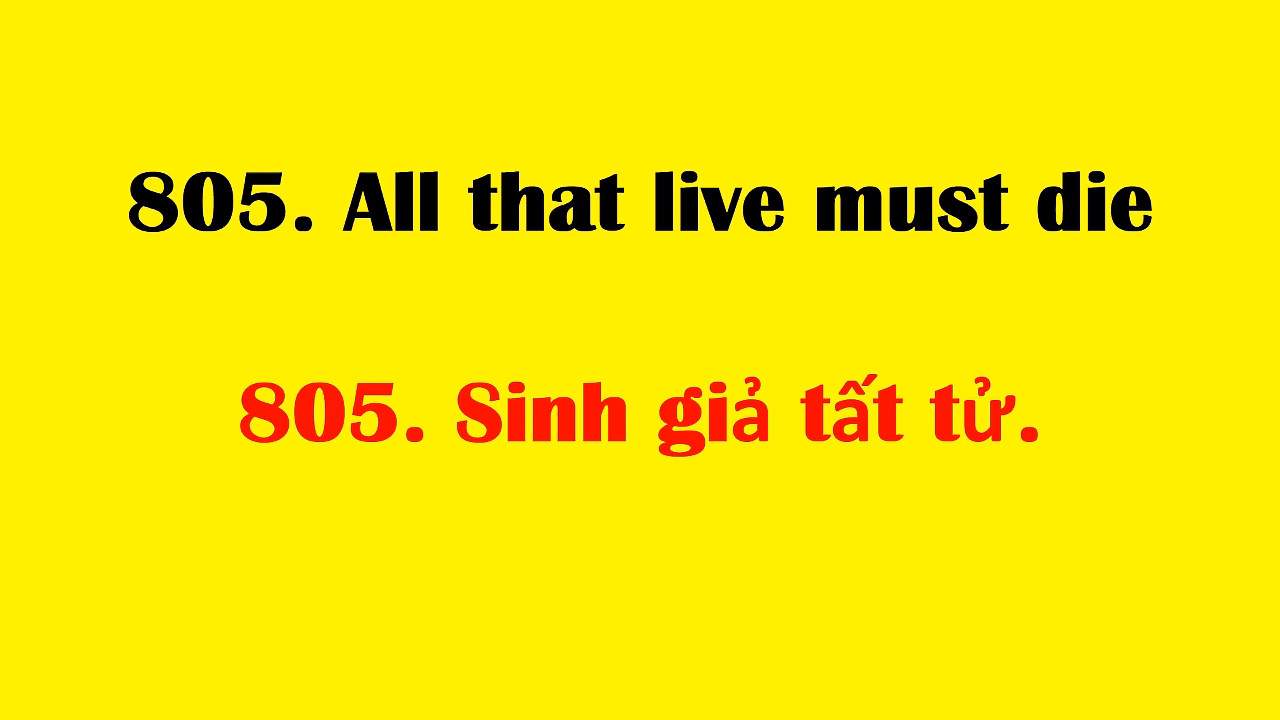 805. All that live must die
805. Sinh giả tất tử.